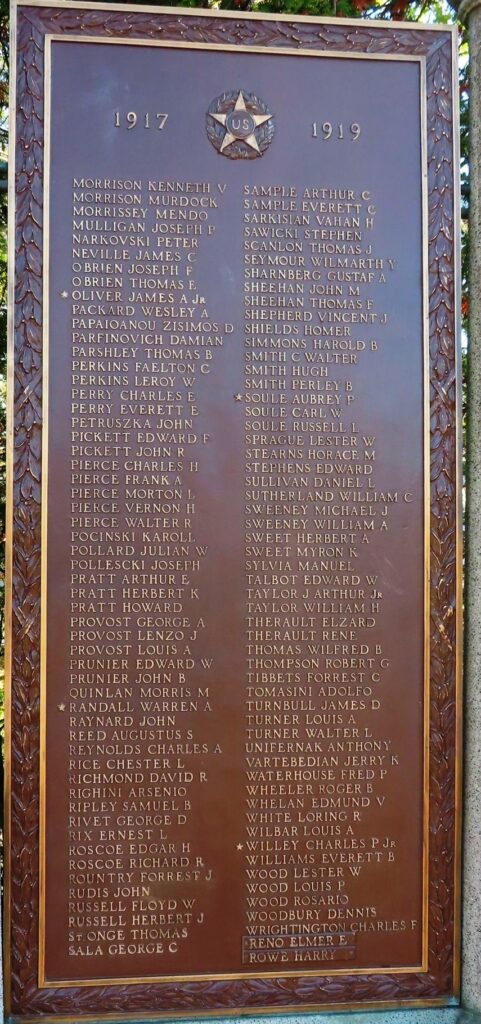 1917
US
1919
MORRISON KENNETH V
MORRISON MURDOCK
MORRISSEY MENDO
MULLIGAN JOSEPH P
NARKOVSKI PETER
NEVILLE JAMES C
OBRIEN JOSEPH F
OBRIEN THOMAS E
★ OLIVER JAMES A JR
PACKARD WESLEY A
PAPAIOANOU ZISIMOS D
PARFINOVICH DAMIAN
PARSHLEY THOMAS B
PERKINS FAELTON C
PERKINS LEROY W
PERRY CHARLES E
PERRY EVERETT E
PETRUSZKA JOHN
PICKETT EDWARD F
PICKETT JOHN R
PIERCE CHARLES H
PIERCE FRANK A
PIERCE MORTON L
PIERCE VERNON H
PIERCE WALTER R
POCINSKI KAROLL
POLLARD JULIAN W
POLLESCKI JOSEPH
PRATT ARTHUR E
PRATT HERBERT K
PRATT HOWARD
PROVOST GEORGE A
PROVOST LENZO J
PROVOST LOUIS A
PRUNIER EDWARD W
PRUNIER JOHN B
QUINLAN MORRIS M
★ RANDALL WARREN A
RAYNARD JOHN
REED AUGUSTUS S
REYNOLDS CHARLES A
RICE CHESTER L
RICHMOND DAVID R
RIGHINI ARSENIO
RIPLEY SAMUEL B
RIVET GEORGE D
RIX ERNEST L
ROSCOE EDGAR H
ROSCOE RICHARD R
ROUNTRY FORREST J
RUDIS JOHN
RUSSELL FLOYD W
RUSSELL HERBERT J
ST ONGE THOMAS
SALA GEORGE C
SAMPLE ARTHUR C
SAMPLE EVERETT C
SARKISIAN VAHAN H
SAWICKI STEPHEN
SCANLON THOMAS J
SEYMOUR WILMARTH Y
SHARNBERG GUSTAF A
SHEEHAN JOHN M
SHEEHAN THOMAS F
SHEPHERD VINCENT J
SHIELDS HOMER
SIMMONS HAROLD B
SMITH C WALTER
SMITH HUGH
SMITH PERLEY B
★ SOULE AUBREY P
SOULE CARL W
SOULE RUSSELL L
SPRAGUE LESTER W
STEARNS HORACE M
STEPHENS EDWARD
SULLIVAN DANIEL L
SUTHERLAND WILLIAM C
SWEENEY MICHAEL J
SWEENEY WILLIAM A
SWEET HERBERT A
SWEET MYRON K
SYLVIA MANUEL
TALBOT EDWARD W
TAYLOR J ARTHUR JR
TAYLOR WILLIAM H
THERAULT ELZARD
THERAULT RENE
THOMAS WILFRED B
THOMPSON ROBERT G
TIBBETS FORREST C
TOMASINI ADOLFO
TURNBULL JAMES D
TURNER LOUIS A
TURNER WALTER L
UNIFERNAK ANTHONY
VARTEBEDIAN JERRY K
WATERHOUSE FRED P
WHEELER ROGER B
WHELAN EDMUND V
WHITE LORING R
WILBAR LOUIS A
★ WILLEY CHARLES P JR
WILLIAMS EVERETT B
WOOD LESTER W
WOOD LOUIS P
WOOD ROSARIO
WOODBURY DENNIS
WRIGHTINGTON CHARLES F
RENO ELMER E
ROWE HARRY